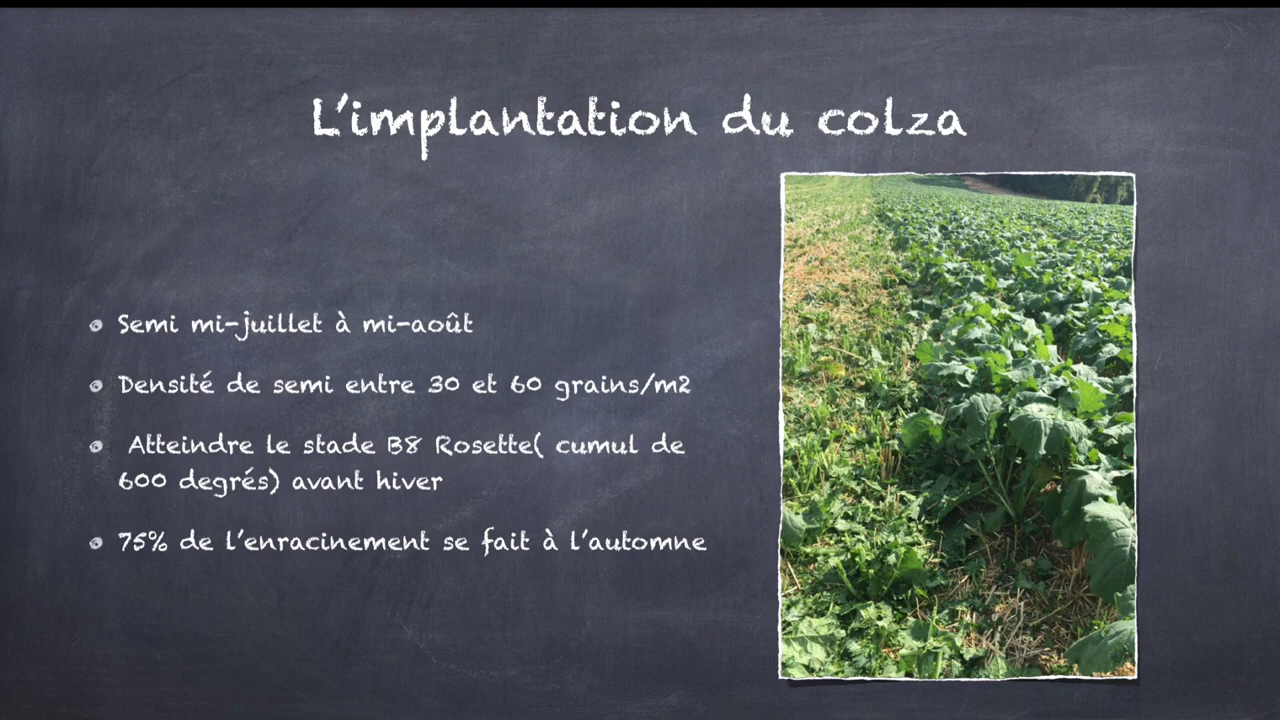 L'implantation du colza
Semi mi-juillet à mi-août
Densité de semi entre 30 et 60 grains/m2
Atteindre le stade B8 Rosette( cumul de
600 degrés) avant hiver
75% de l'enracinement se fait à l'automne